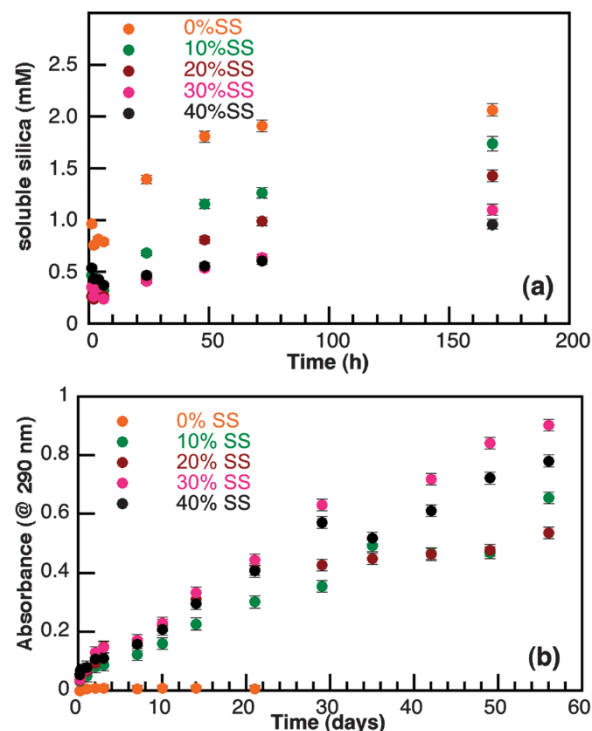 0%SS
10%SS
20%SS
30%SS
40%SS
2.5
2.0
1.5
1.0
0.5
0
soluble silica (mM)
(a)
0 50 100 150 200
Time (h)
1
0.8
0.6
0.4
0.2
0
Absorbance (@ 290 nm)
0% SS
10% SS
20% SS
30% SS
40% SS
(b)
0 10 20 30 40 50 60
Time (days)